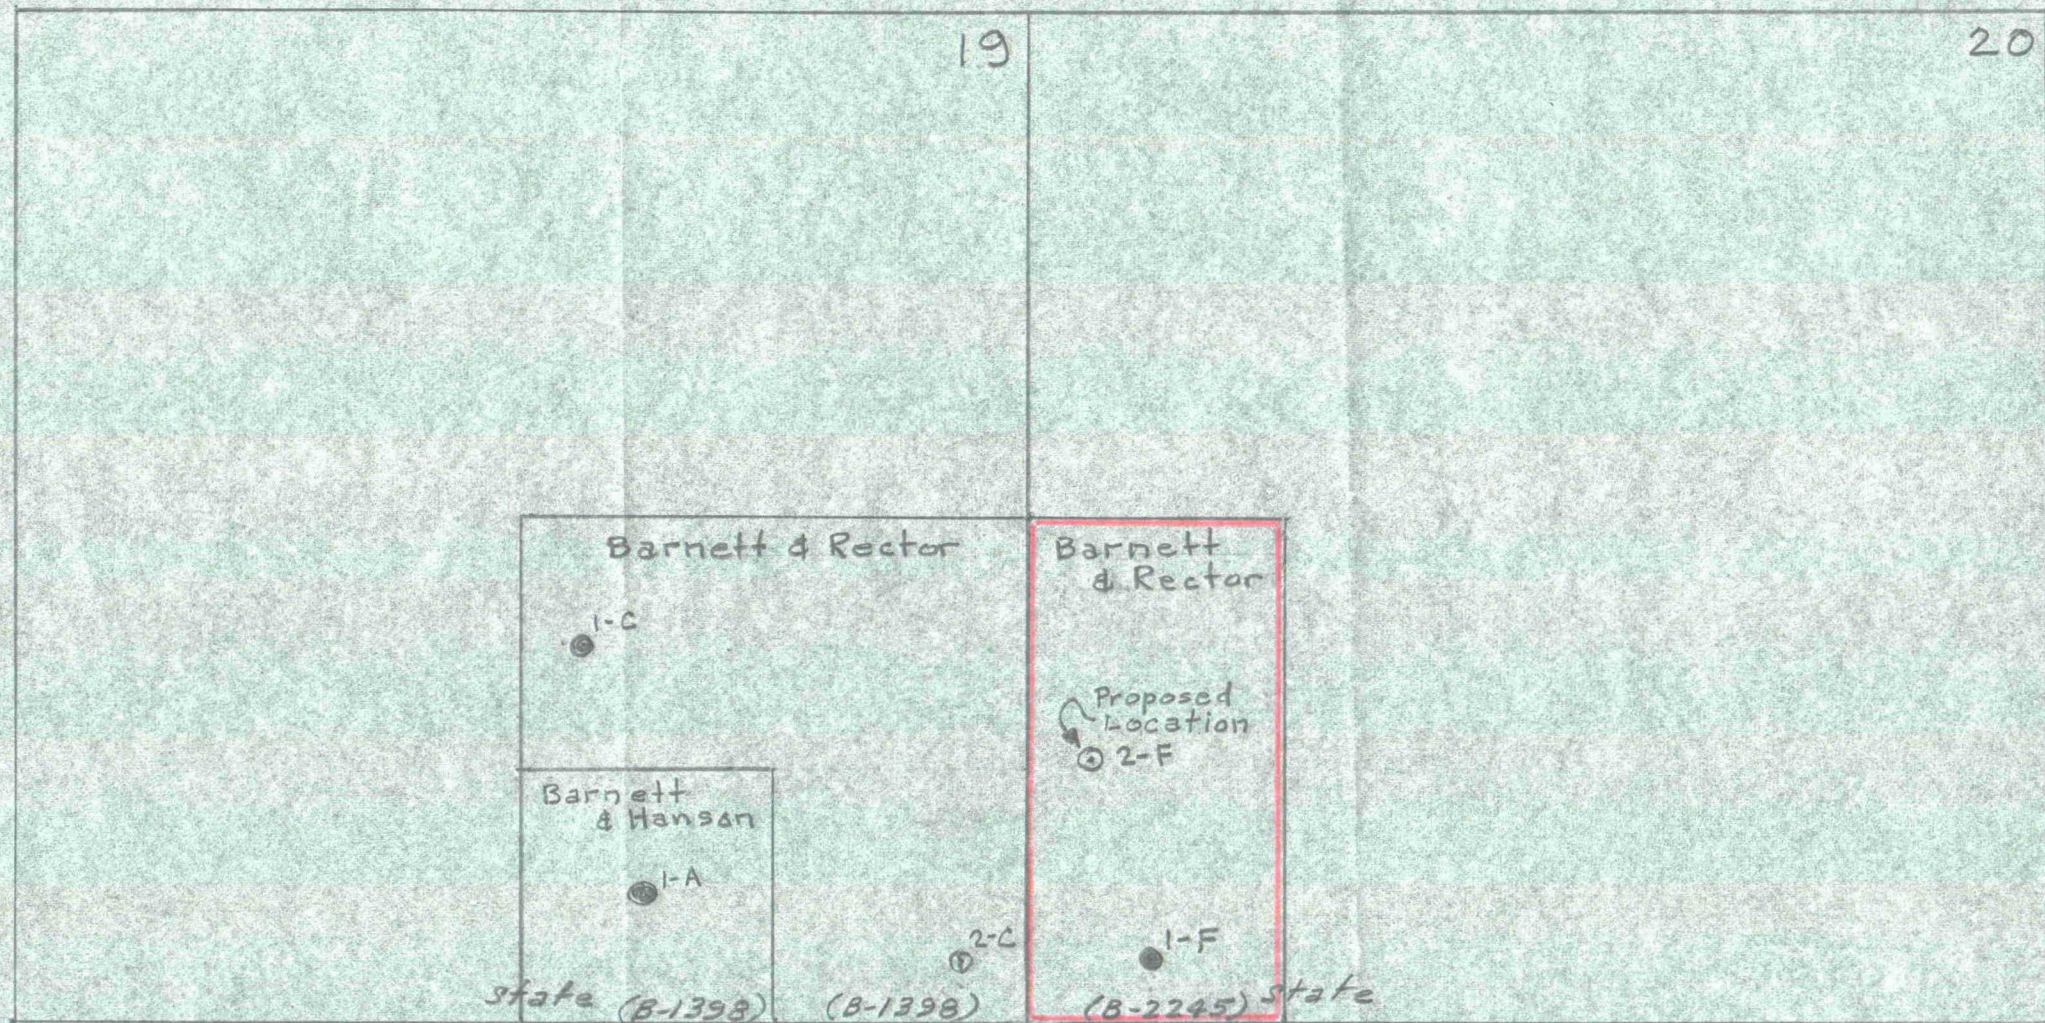 19
20
Barnett & Rector
Barnett
& Rector
1-C
Proposed
Location
2-F
Barnett
& Hanson
1-A
2-C
1-F
State (B-1398)
(B-1398)
(B-2245) State